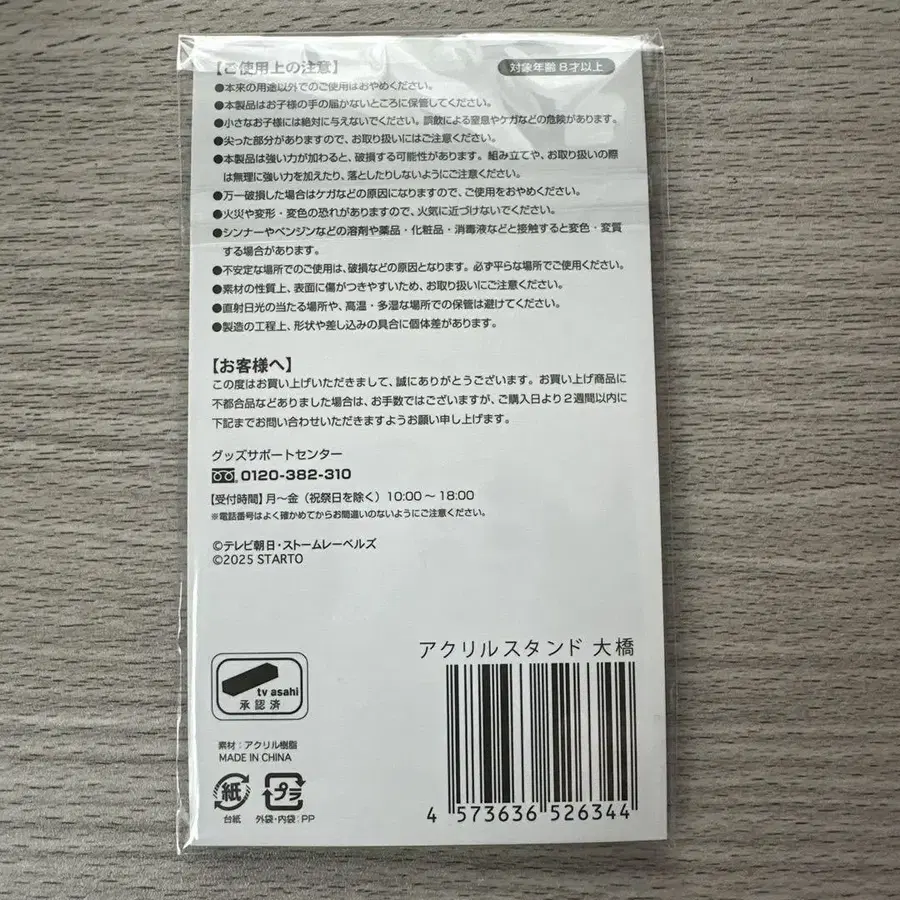 【ご使用上の注意】
対象年齢 8才以上
●本来の用途以外でのご使用はおやめください。
●本製品はお子様の手の届かないところに保管してください。
●小さなお子様には絶対に与えないでください。誤飲による窒息やケガなどの危険があります。
●尖った部分がありますので、お取り扱いにはご注意ください。
●本製品は強い力が加わると、破損する可能性があります。組み立てや、お取り扱いの際
は無理に強い力を加えたり、落としたりしないようにご注意ください。
●万一破損した場合はケガなどの原因になりますので、ご使用をおやめください。
●火災や変形・変色の恐れがありますので、火気に近づけないでください。
●シンナーやベンジンなどの溶剤や薬品・化粧品・消毒液などと接触すると変色・変質
する場合があります。
●不安定な場所でのご使用は、破損などの原因となります。必ず平らな場所でご使用ください。
●素材の性質上、表面に傷がつきやすいため、お取り扱いにご注意ください。
●直射日光の当たる場所や、高温・多湿な場所での保管は避けてください。
●製造の工程上、形状や差し込みの具合に個体差があります。
【お客様へ】
この度はお買い上げいただきまして、誠にありがとうございます。お買い上げ商品に
不都合品などありました場合は、お手数ではございますが、ご購入日より2週間以内に
下記までお問い合わせいただきますようお願い申し上げます。
グッズサポートセンター
0120-382-310
【受付時間】月～金（祝祭日を除く）10:00～18:00
※電話番号はよく確かめてからお間違いのないようにご注意ください。
©テレビ朝日・ストームレーベルズ
©2025 STARTO
tv asahi
承認済
アクリルスタンド 大橋
素材：アクリル樹脂
MADE IN CHINA
紙
プラ
台紙
外袋・内袋：PP
4 573636 526344